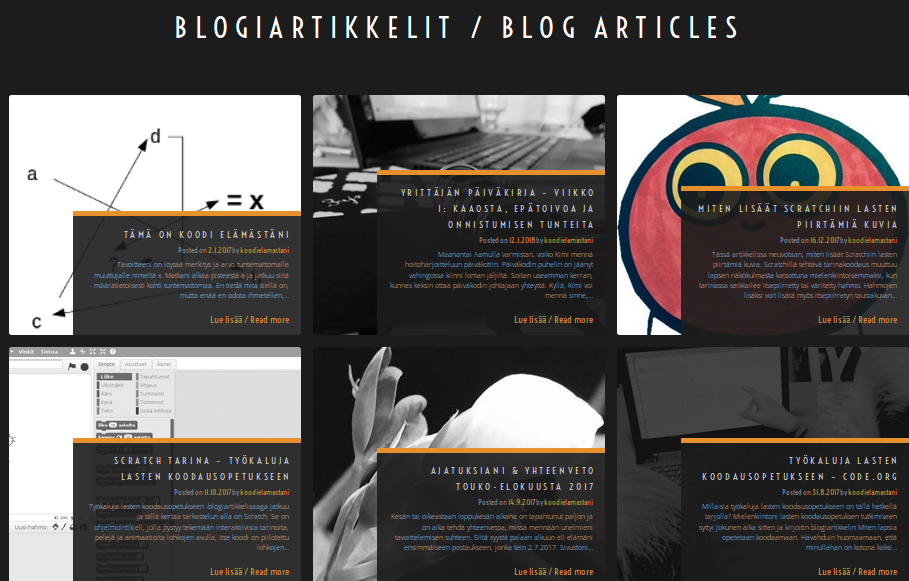 BLOGIARTIKKELIT / BLOG ARTICLES
d
a
= x
c
TÄMÄ ON KOODI ELÄMÄSTÄNI
Posted on 2.1.2017 by koodielamastani
Tavoitteeni on löytää merkitys ja arvo tuntemattomalle
muuttujalle nimeltä x. Matkani alkaa pisteestä a ja jatkuu siitä
määrätietoisesti kohti tuntematonta. En tiedä mitä siellä on,
mutta enää en odota ihmetellen,...
Lue lisää / Read more
YRITTÄJÄN PÄIVÄKIRJA – VIIKKO
1: KAAOSTA, EPÄTOIVOA JA
ONNISTUMISEN TUNTEITA
Posted on 12.1.2018 by koodielamastani
Maanantai Aamulla varmistan, voiko Kimi mennä
hoitoharjoitteluun päiväkotiin. Päiväkodin puhelin on jäänyt
vahingossa kiinni loman jäljiltä. Soitan useamman kerran,
kunnes keksin ottaa päiväkodin johtajaan yhteyttä. Kyllä, Kimi voi
mennä sinne,...
Lue lisää / Read more
MITEN LISÄÄT SCRATCHIIN LASTEN
PIIRTÄMIÄ KUVIA
Posted on 16.12.2017 by koodielamastani
Tässä artikkelissa neuvotaan, miten lisäät Scratchiin lasten
piirtämiä kuvia. Scratchillä tehtävä tarinakoodaus muuttuu
lapsen näkökulmasta katsottuna mielenkiintoisemmaksi, kun
tarinassa seikkailee itsepiirretty tai väritetty hahmo. Hahmojen
lisäksi voit lisätä myös itsepiirretyn taustakuvan...
Lue lisää / Read more
Vinkit Tietoa
Skriptit Asusteet Äänet
Liike Tapahtumat
Ulkonäkö Ohjaus
Ääni Tuntoaisti
Kynä Toiminnot
Tieto Lisää lohkoja
liiku 10 askelta
Uusi hahmo:
SCRATCH TARINA – TYÖKALUJA
LASTEN KOODAUSOPETUKSEEN
Posted on 11.10.2017 by koodielamastani
Työkaluja lasten koodausopetukseen -blogiartikkelisaaga jatkuu
ja tällä kertaa tarkastelun alla on Scratch. Se on
ohjelmointikieli, jolla pysyy tekemään interaktiivisia tarinoita,
pelejä ja animaatioita lohkojen avulla, itse koodi on piilotettu
lohkojen...
Lue lisää / Read more
AJATUKSIANI & YHTEENVETO
TOUKO-ELOKUUSTA 2017
Posted on 14.9.2017 by koodielamastani
Kesän tai oikeastaan loppukesän aikana on tapahtunut paljon ja
on aika tehdä yhteenvetoa, missä mennään unelmieni
tavoittelemisen suhteen. Siitä syystä palaan alkuun eli elämäni
ensimmäiseen postaukseen, jonka tein 2.7.2017. Sivustoni...
Lue lisää / Read more
TYÖKALUJA LASTEN
KOODAUSOPETUKSEEN – CODE.ORG
Posted on 31.8.2017 by koodielamastani
Millaisia työkaluja lasten koodausopetukseen on tällä hetkellä
tarjolla? Mielenkiintoni lasten koodausopetuksen tutkimiseen
syttyi jokunen aika sitten ja kirjoitin blogiartikkelin Miten lapsia
opetetaan koodaamaan. Havahduin huomaamaan, että
minullahan on kotona kaksi...
Lue lisää / Read more